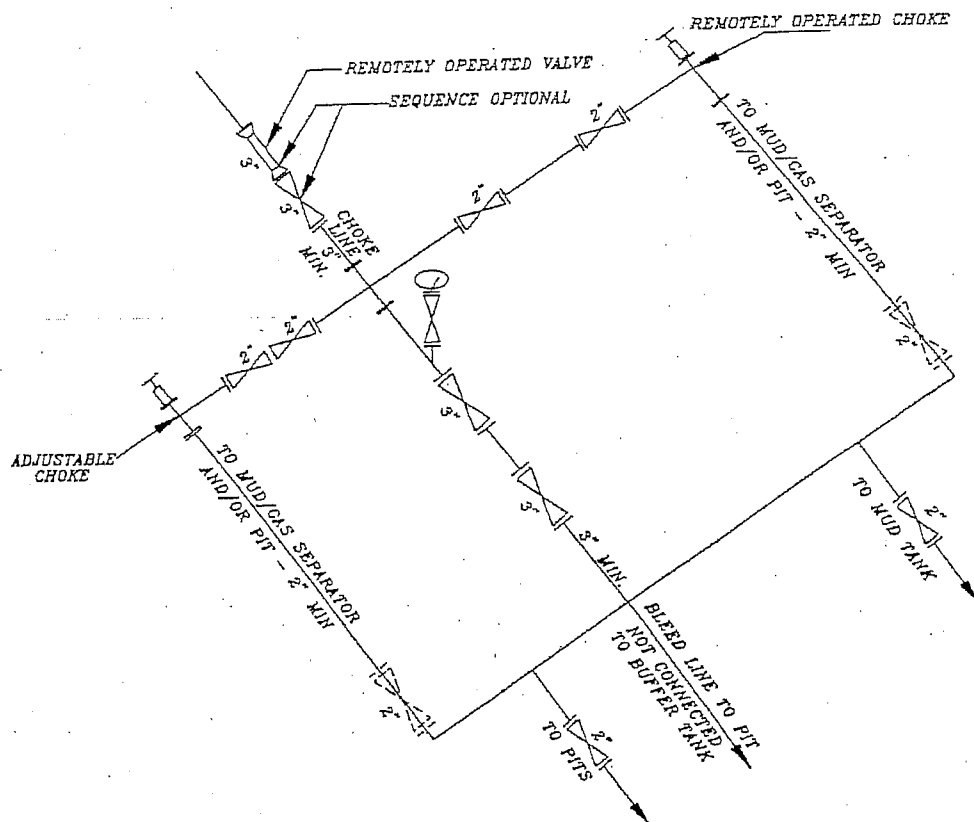 REMOTELY OPERATED CHOKE
REMOTELY OPERATED VALVE
SEQUENCE OPTIONAL
3"
3"
CHOKE
LINE
3"
MIN.
2"
2"
TO MUD/GAS SEPARATOR
AND/OR PIT - 2" MIN
2"
2"
2"
3"
3"
3" MIN.
2"
ADJUSTABLE
CHOKE
TO MUD/GAS SEPARATOR
AND/OR PIT - 2" MIN
2"
TO MUD TANK
2"
BLEED LINE TO PIT
NOT CONNECTED
TO BUFFER TANK
TO PITS
2"